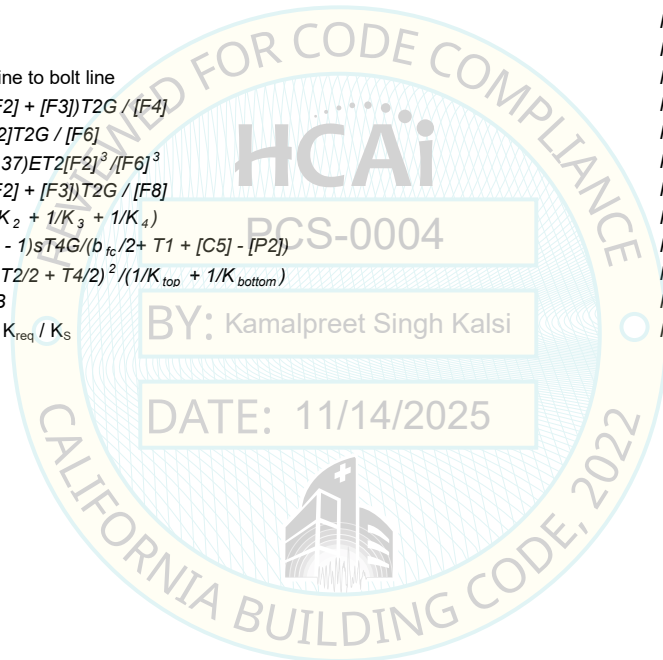 ine to bolt line
F2] + [F3])T2G / [F4]
2]T2G / [F6]
37)ET2[F2]³/[F6]³
F2] + [F3])T2G / [F8]
K₂ + 1/K₃ + 1/K₄)
- 1)sT4G/(b_fc/2+ T1 + [C5] - [P2])
T2/2 + T4/2)²/(1/K_top + 1/K_bottom)
3
K_req / K_S
REVIEWED FOR CODE COMPLIANCE
HCAi
PCS-0004
BY: Kamalpreet Singh Kalsi
DATE: 11/14/2025
CALIFORNIA BUILDING CODE, 2022